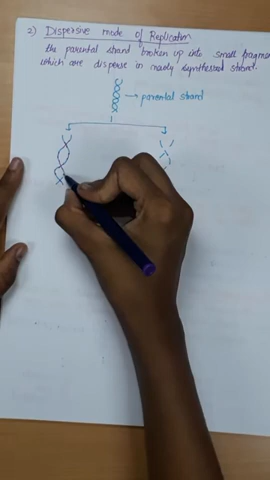 2) Dispersive mode of Replication
the parental strand broken up into small fragmen
which are disperse in newly synthesized strand.
→ parental strand